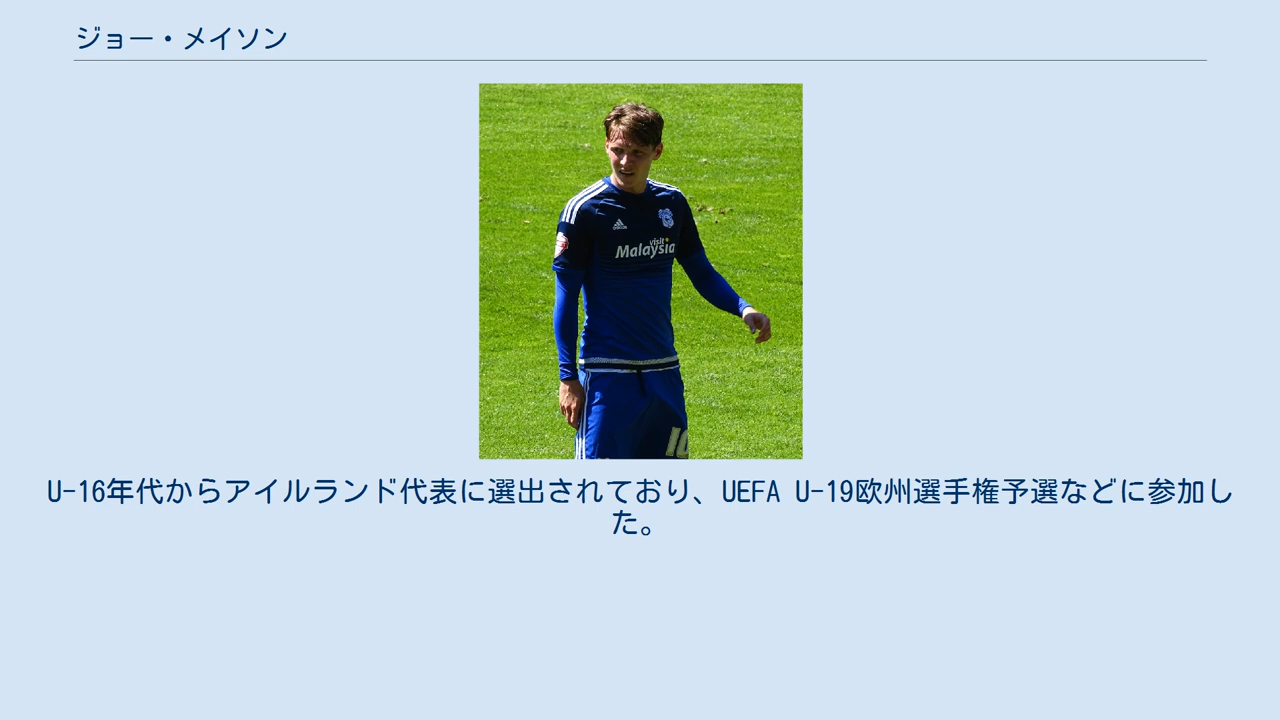 ジョー・メイソン
adidas
visit
Malaysia
10
U-16年代からアイルランド代表に選出されており、UEFA U-19欧州選手権予選などに参加し
た。